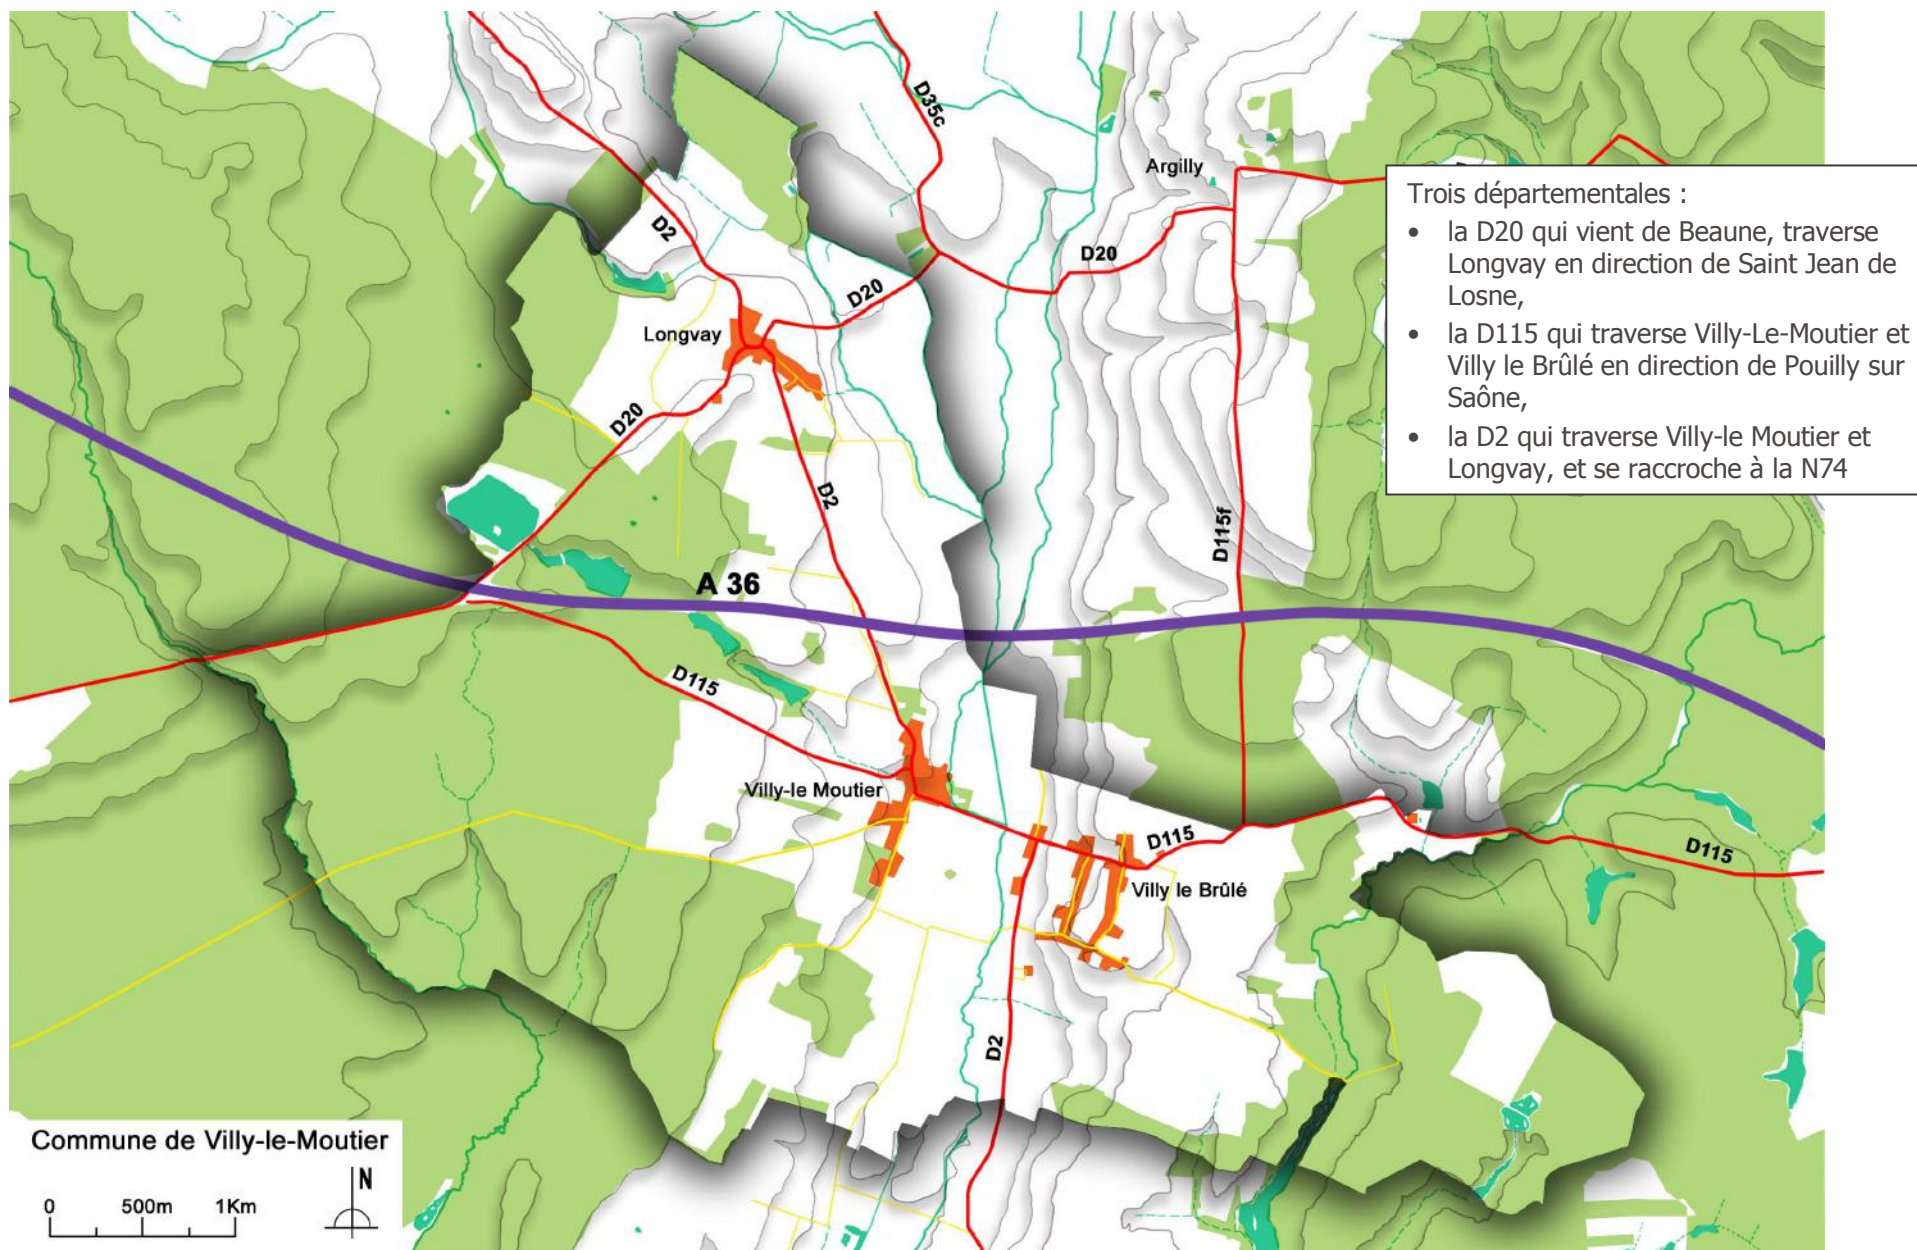 D35c
Argilly
D2
D20
D20
Longvay
D20
D2
D115f
A 36
D115
Villy-le Moutier
D115
D115
Villy le Brûlé
D2
Trois départementales :
• la D20 qui vient de Beaune, traverse
Longvay en direction de Saint Jean de
Losne,
• la D115 qui traverse Villy-Le-Moutier et
Villy le Brûlé en direction de Pouilly sur
Saône,
• la D2 qui traverse Villy-le Moutier et
Longvay, et se raccroche à la N74
Commune de Villy-le-Moutier
N
0 500m 1Km